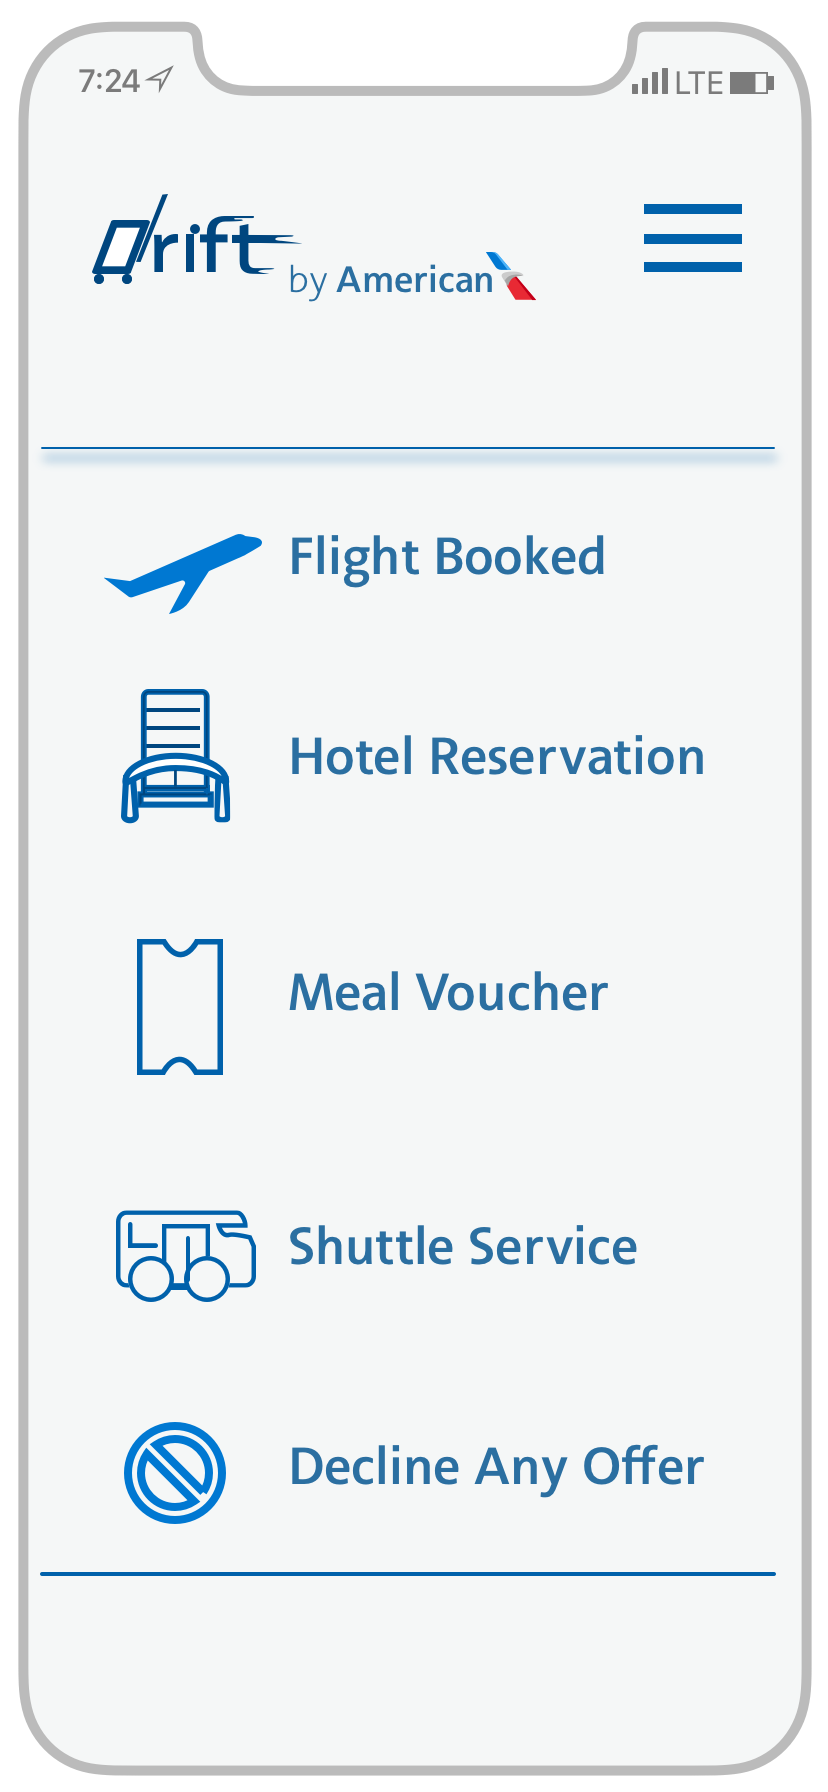 7:24 LTE
Drift
by American
Flight Booked
Hotel Reservation
Meal Voucher
Shuttle Service
Decline Any Offer